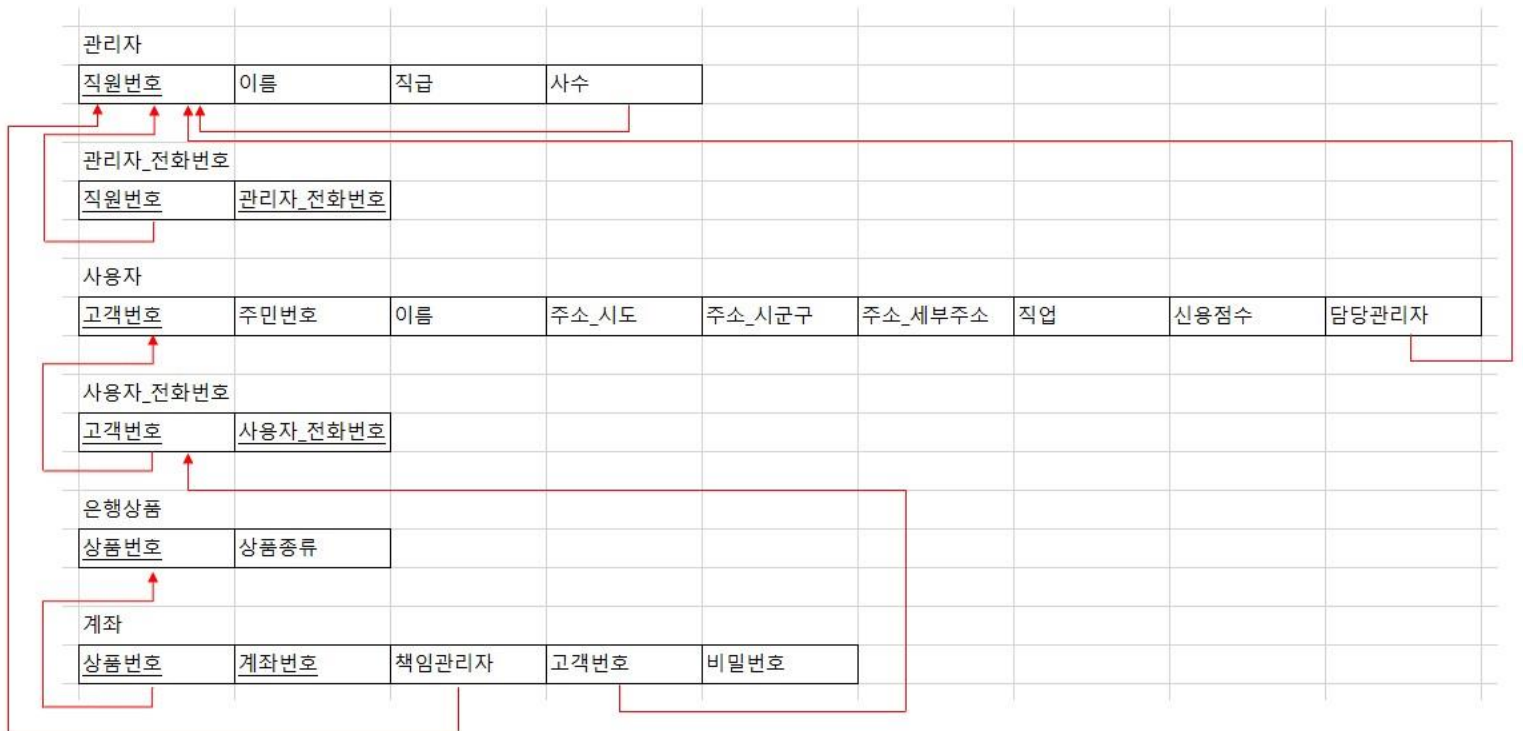 관리자
직원번호 이름 직급 사수
관리자_전화번호
직원번호 관리자_전화번호
사용자
고객번호 주민번호 이름 주소_시도 주소_시군구 주소_세부주소 직업 신용점수 담당관리자
사용자_전화번호
고객번호 사용자_전화번호
은행상품
상품번호 상품종류
계좌
상품번호 계좌번호 책임관리자 고객번호 비밀번호